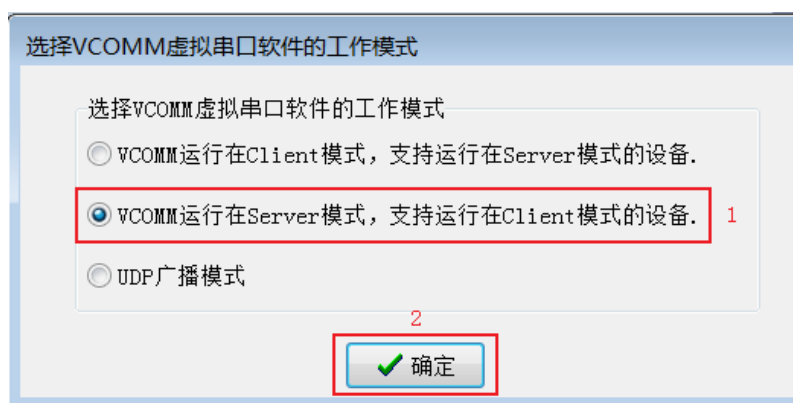 选择VCOMM虚拟串口软件的工作模式
选择VCOMM虚拟串口软件的工作模式
VCOMM运行在Client模式，支持运行在Server模式的设备.
VCOMM运行在Server模式，支持运行在Client模式的设备. 1
UDP广播模式
2
确定